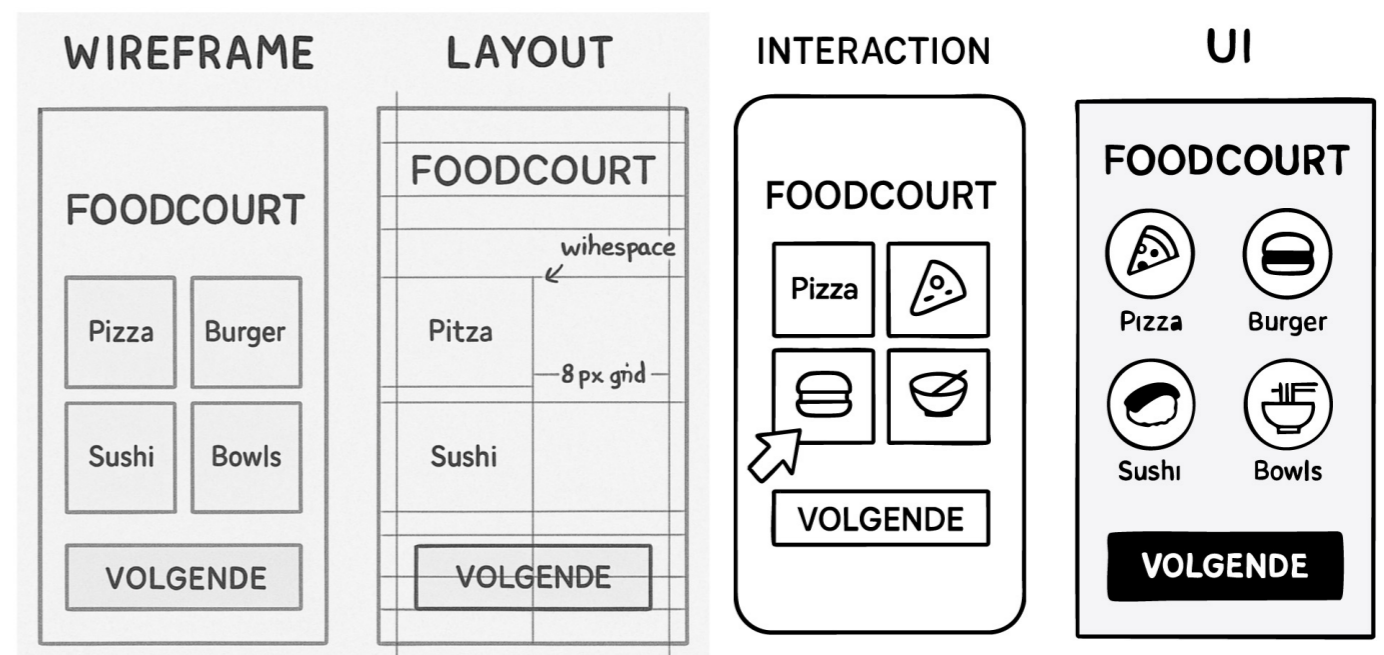 WIREFRAME
FOODCOURT
Pizza Burger
Sushi Bowls
VOLGENDE
LAYOUT
FOODCOURT
wihespace
Pitza
8 px grid
Sushi
VOLGENDE
INTERACTION
FOODCOURT
Pizza
VOLGENDE
UI
FOODCOURT
Pızza Burger
Sushı Bowls
VOLGENDE